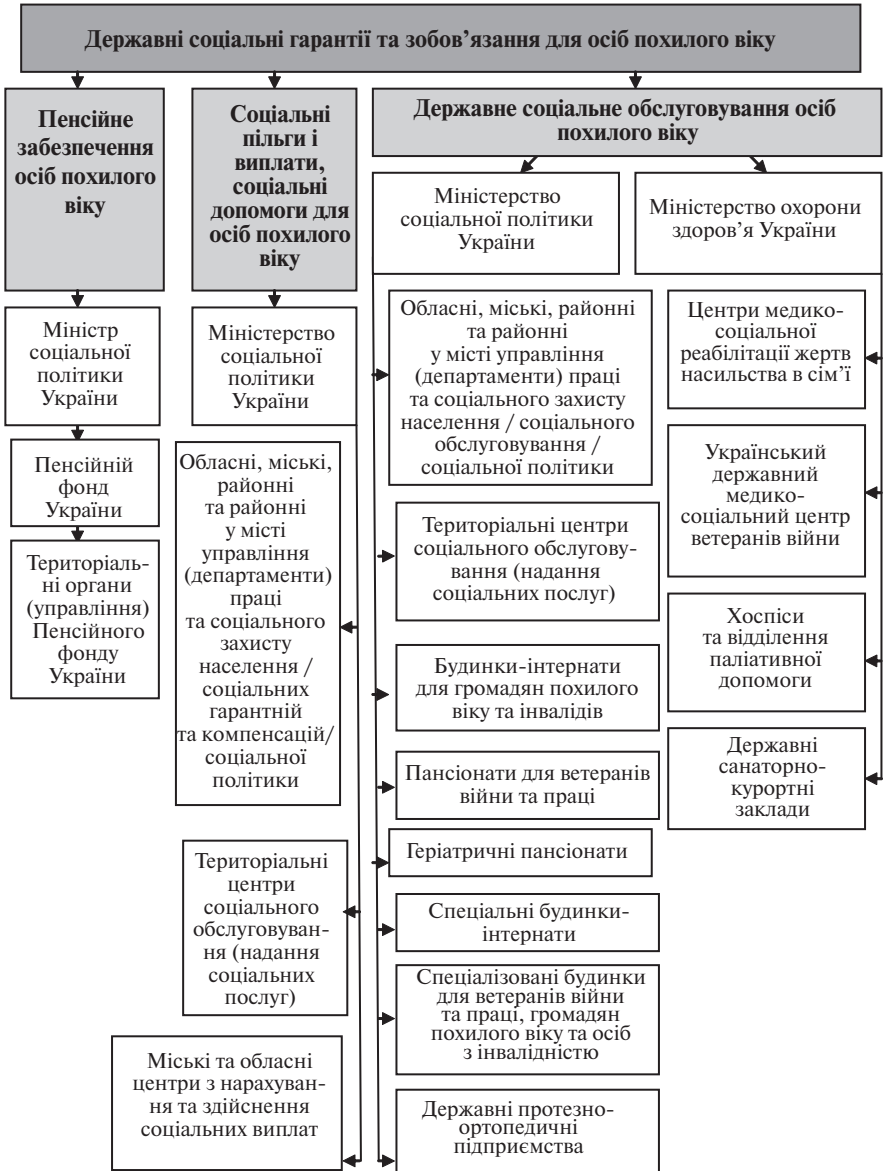 Державні соціальні гарантії та зобов’язання для осіб похилого віку
Пенсійне
забезпечення
осіб похилого
віку
Соціальні
пільги і
виплати,
соціальні
допомоги для
осіб похилого
віку
Державне соціальне обслуговування осіб
похилого віку
Міністерство
соціальної політики
України
Міністерство охорони
здоров’я України
Міністр
соціальної
політики
України
Пенсійній
фонд
України
Територіаль-
ні органи
(управління)
Пенсійного
фонду
України
Міністерство
соціальної
політики
України
Обласні, міські,
районні
та районні
у місті
управління
(департаменти)
праці
та соціального
захисту
населення /
соціальних
гарантній
та компенсацій/
соціальної
політики
Територіальні
центри
соціального
обслуговуван-
ня (надання
соціальних
послуг)
Міські та обласні
центри з нарахуван-
ня та здійснення
соціальних виплат
Обласні, міські, районні
та районні
у місті управління
(департаменти) праці
та соціального захисту
населення / соціального
обслуговування /
соціальної політики
Територіальні центри
соціального обслугову-
вання (надання
соціальних послуг)
Будинки-інтернати
для громадян похилого
віку та інвалідів
Пансіонати для ветеранів
війни та праці
Геріатричні пансіонати
Спеціальні будинки-
інтернати
Спеціалізовані будинки
для ветеранів війни
та праці, громадян
похилого віку та осіб
з інвалідністю
Державні протезно-
ортопедичні
підприємства
Центри медико-
соціальної
реабілітації жертв
насильства в сім’ї
Український
державний
медико-
соціальний центр
ветеранів війни
Хоспіси
та відділення
паліативної
допомоги
Державні
санаторно-
курортні
заклади